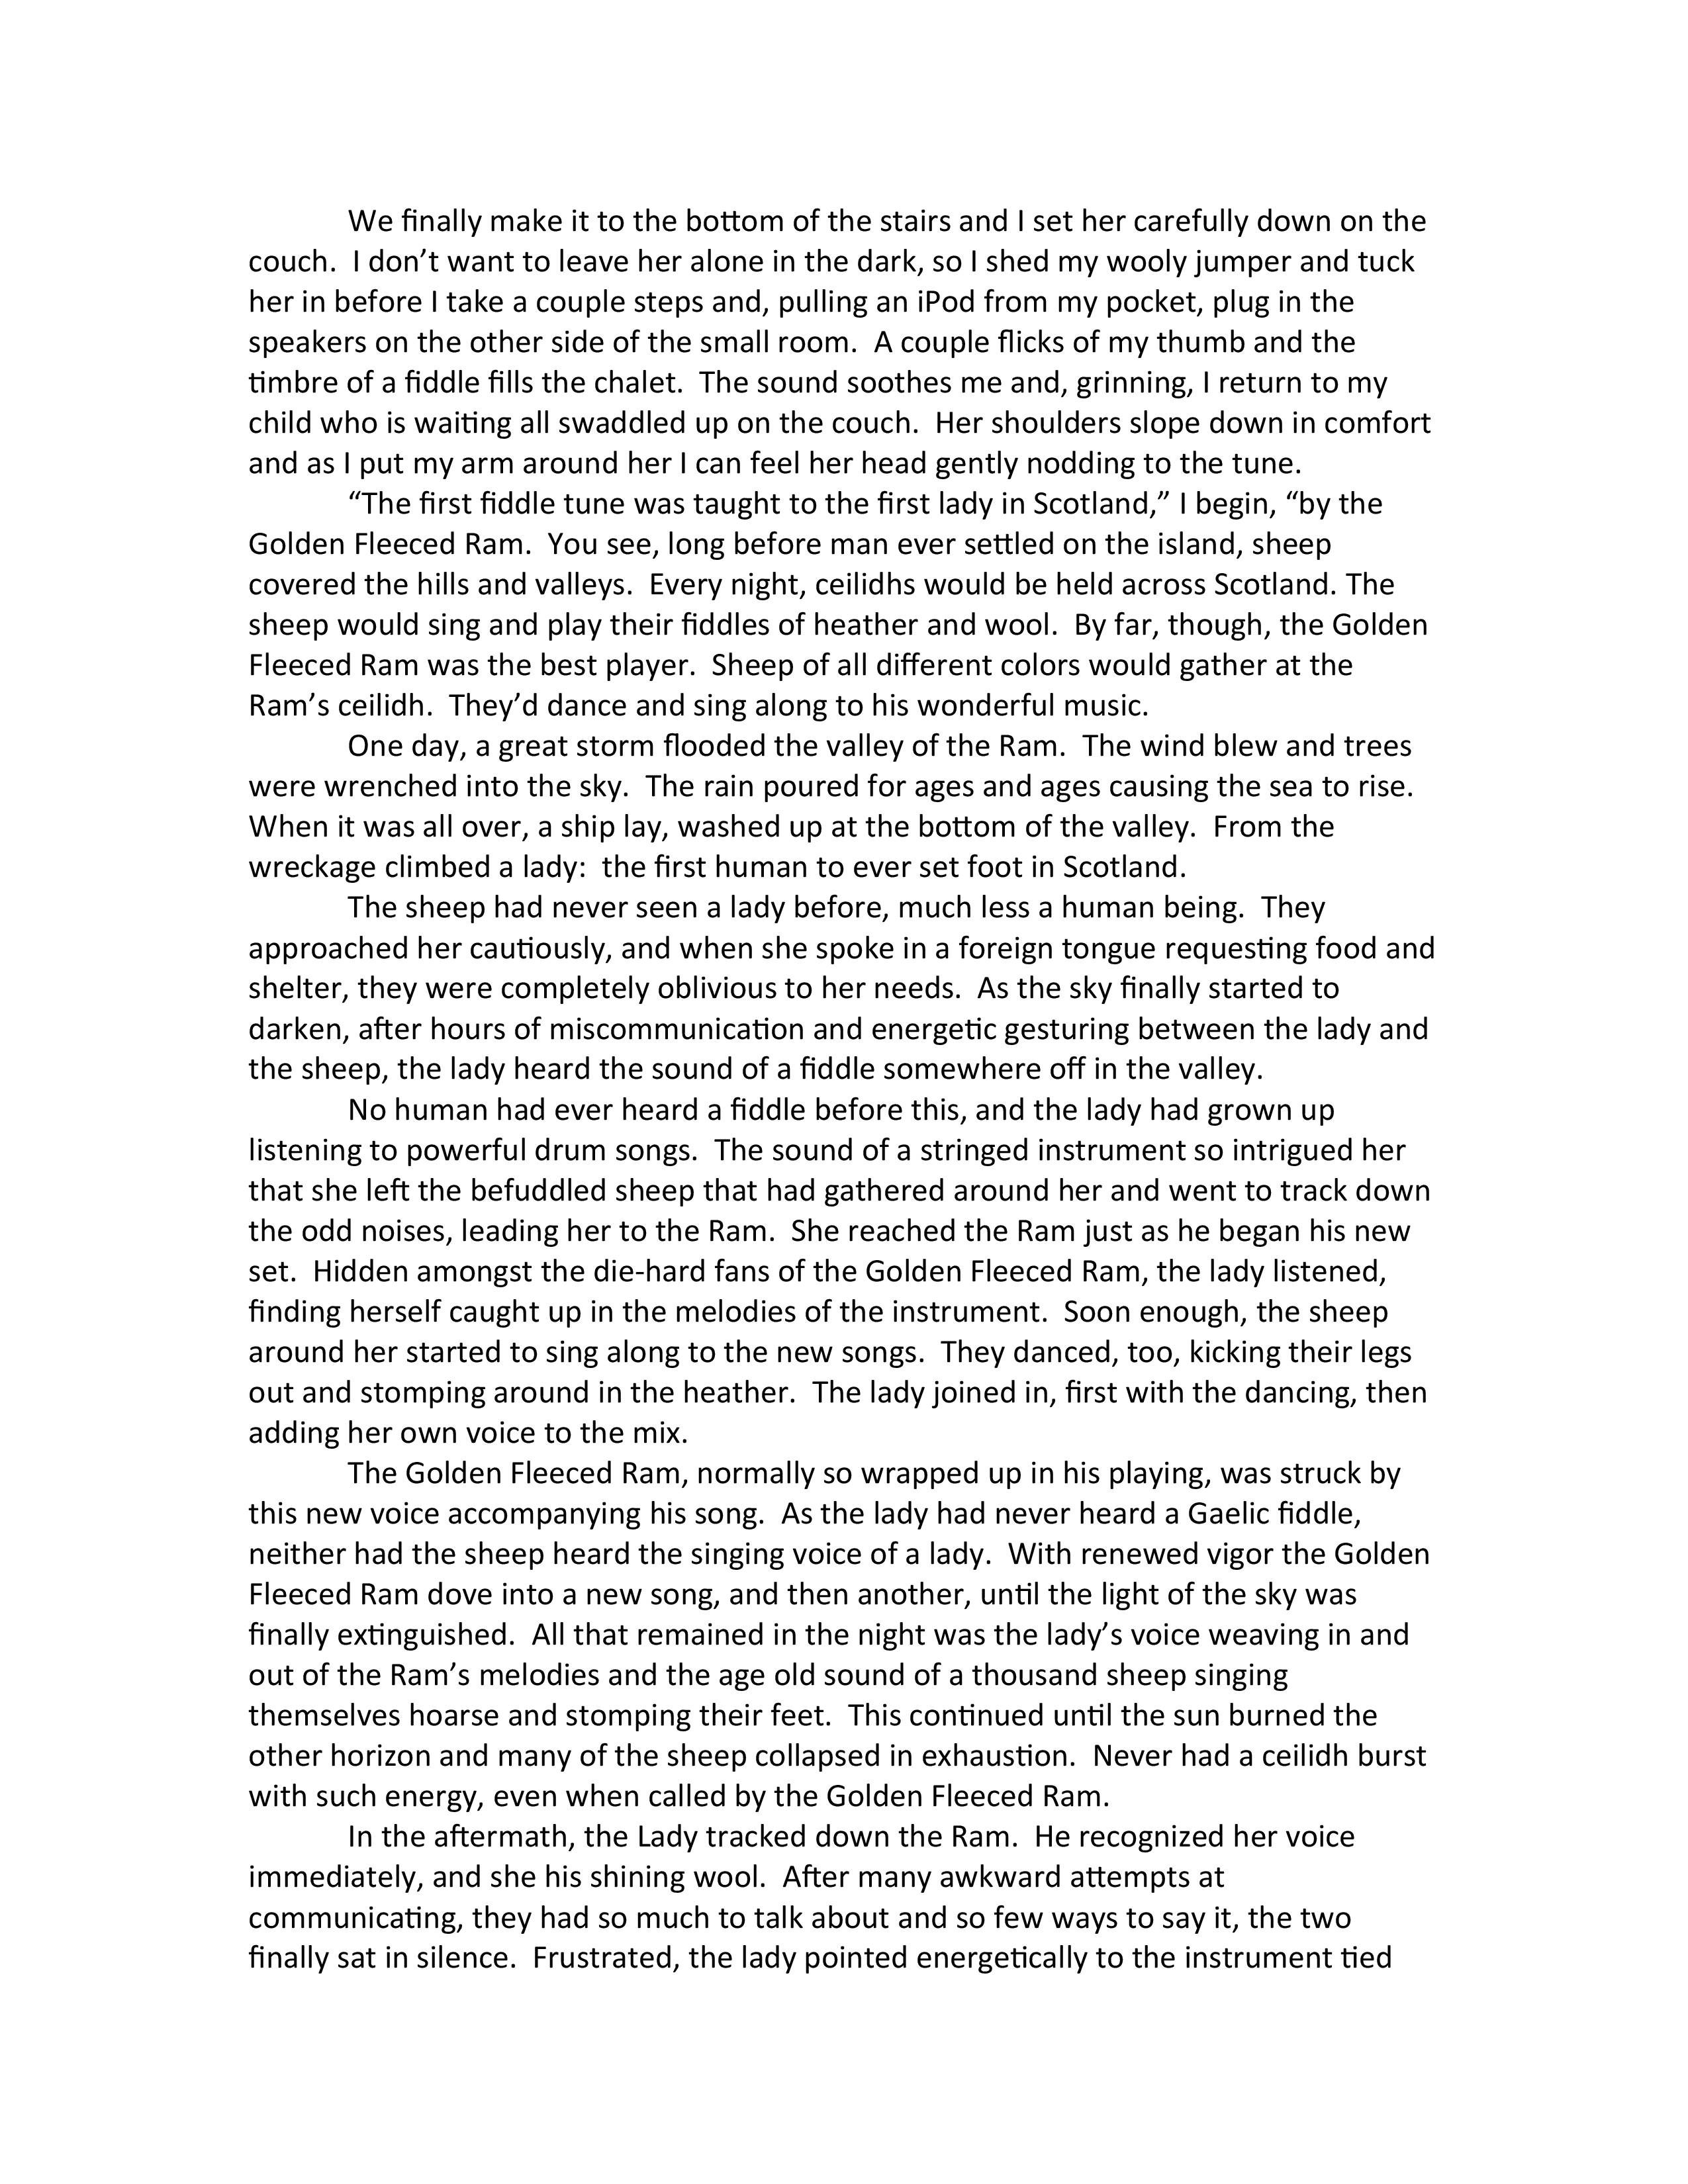 We finally make it to the bottom of the stairs and I set her carefully down on the
couch.  I don’t want to leave her alone in the dark, so I shed my wooly jumper and tuck
her in before I take a couple steps and, pulling an iPod from my pocket, plug in the
speakers on the other side of the small room.  A couple flicks of my thumb and the
timbre of a fiddle fills the chalet.  The sound soothes me and, grinning, I return to my
child who is waiting all swaddled up on the couch.  Her shoulders slope down in comfort
and as I put my arm around her I can feel her head gently nodding to the tune.
“The first fiddle tune was taught to the first lady in Scotland,” I begin, “by the
Golden Fleeced Ram.  You see, long before man ever settled on the island, sheep
covered the hills and valleys.  Every night, ceilidhs would be held across Scotland. The
sheep would sing and play their fiddles of heather and wool.  By far, though, the Golden
Fleeced Ram was the best player.  Sheep of all different colors would gather at the
Ram’s ceilidh.  They’d dance and sing along to his wonderful music.
One day, a great storm flooded the valley of the Ram.  The wind blew and trees
were wrenched into the sky.  The rain poured for ages and ages causing the sea to rise.
When it was all over, a ship lay, washed up at the bottom of the valley.  From the
wreckage climbed a lady:  the first human to ever set foot in Scotland.
The sheep had never seen a lady before, much less a human being.  They
approached her cautiously, and when she spoke in a foreign tongue requesting food and
shelter, they were completely oblivious to her needs.  As the sky finally started to
darken, after hours of miscommunication and energetic gesturing between the lady and
the sheep, the lady heard the sound of a fiddle somewhere off in the valley.
No human had ever heard a fiddle before this, and the lady had grown up
listening to powerful drum songs.  The sound of a stringed instrument so intrigued her
that she left the befuddled sheep that had gathered around her and went to track down
the odd noises, leading her to the Ram.  She reached the Ram just as he began his new
set.  Hidden amongst the die-hard fans of the Golden Fleeced Ram, the lady listened,
finding herself caught up in the melodies of the instrument.  Soon enough, the sheep
around her started to sing along to the new songs.  They danced, too, kicking their legs
out and stomping around in the heather.  The lady joined in, first with the dancing, then
adding her own voice to the mix.
The Golden Fleeced Ram, normally so wrapped up in his playing, was struck by
this new voice accompanying his song.  As the lady had never heard a Gaelic fiddle,
neither had the sheep heard the singing voice of a lady.  With renewed vigor the Golden
Fleeced Ram dove into a new song, and then another, until the light of the sky was
finally extinguished.  All that remained in the night was the lady’s voice weaving in and
out of the Ram’s melodies and the age old sound of a thousand sheep singing
themselves hoarse and stomping their feet.  This continued until the sun burned the
other horizon and many of the sheep collapsed in exhaustion.  Never had a ceilidh burst
with such energy, even when called by the Golden Fleeced Ram.
In the aftermath, the Lady tracked down the Ram.  He recognized her voice
immediately, and she his shining wool.  After many awkward attempts at
communicating, they had so much to talk about and so few ways to say it, the two
finally sat in silence.  Frustrated, the lady pointed energetically to the instrument tied